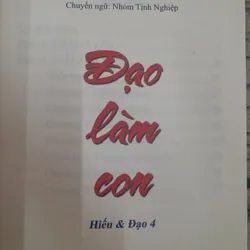 Chuyển ngữ: Nhóm Tịnh Nghiệp
Đạo
làm
con
Hiếu & Đạo 4